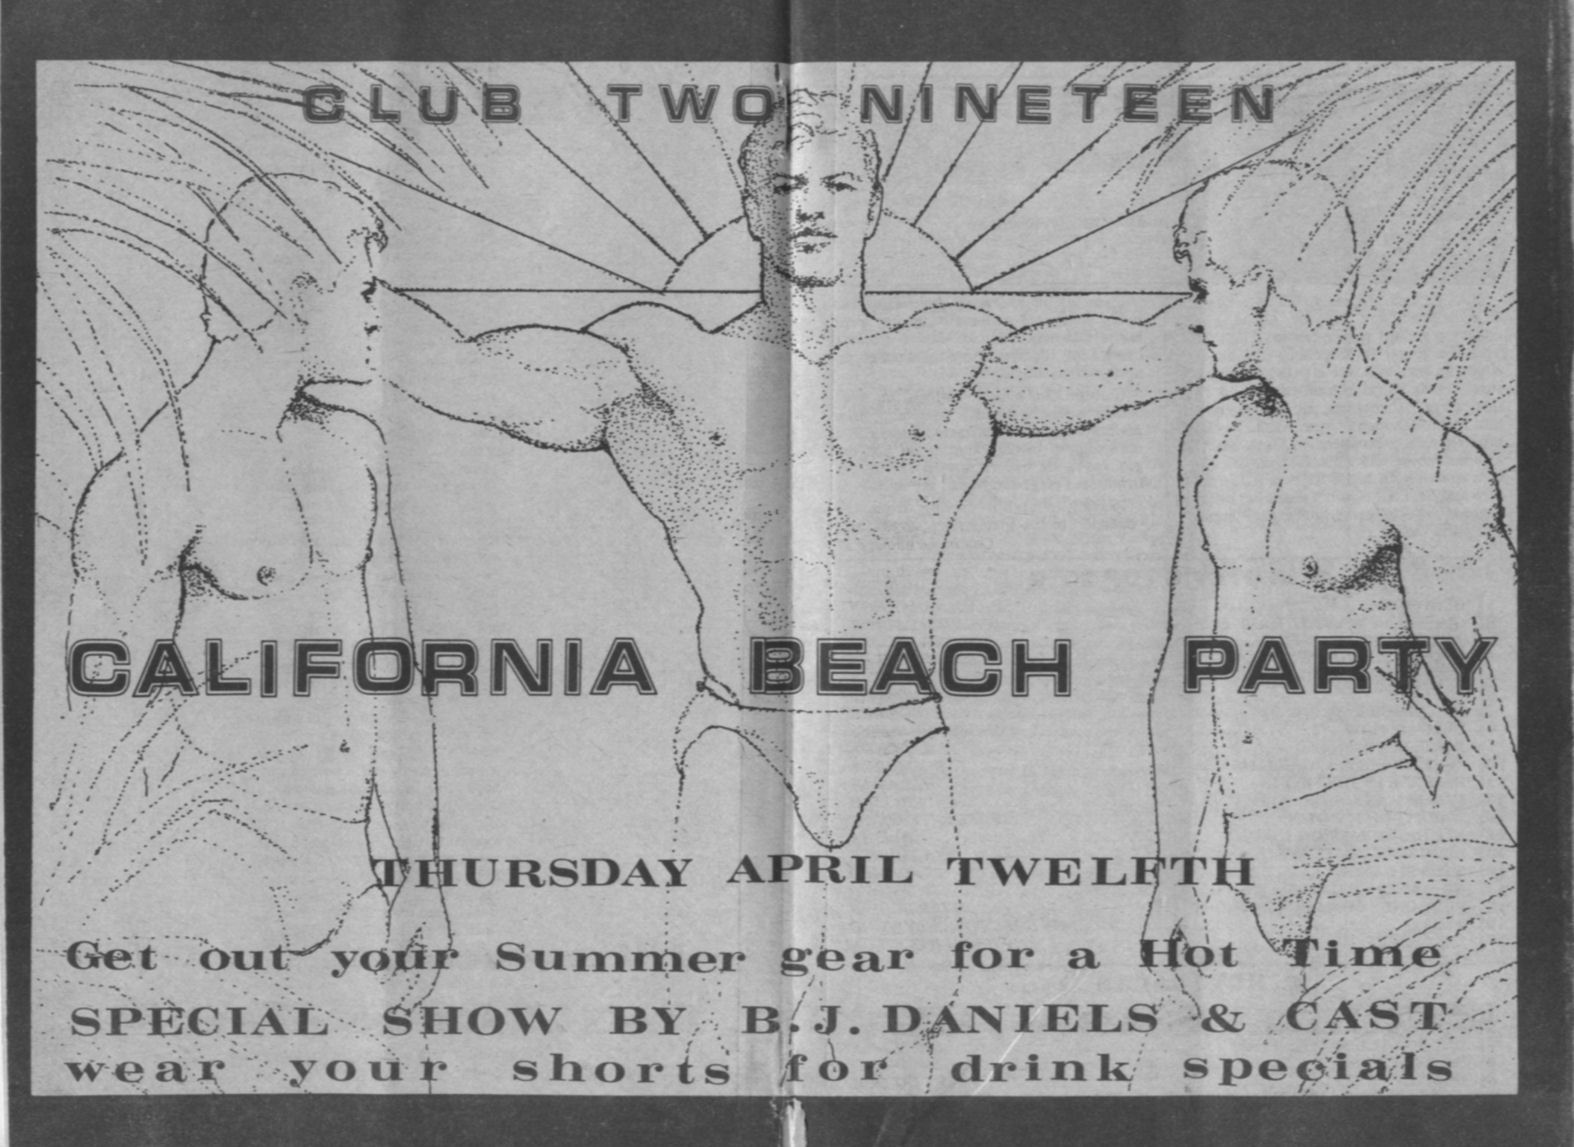 CLUB TWO NINETEEN
CALIFORNIA BEACH PARTY
THURSDAY APRIL TWELFTH
Get out your Summer gear for a Hot Time
SPECIAL SHOW BY B.J. DANIELS & CAST
wear your shorts for drink specials